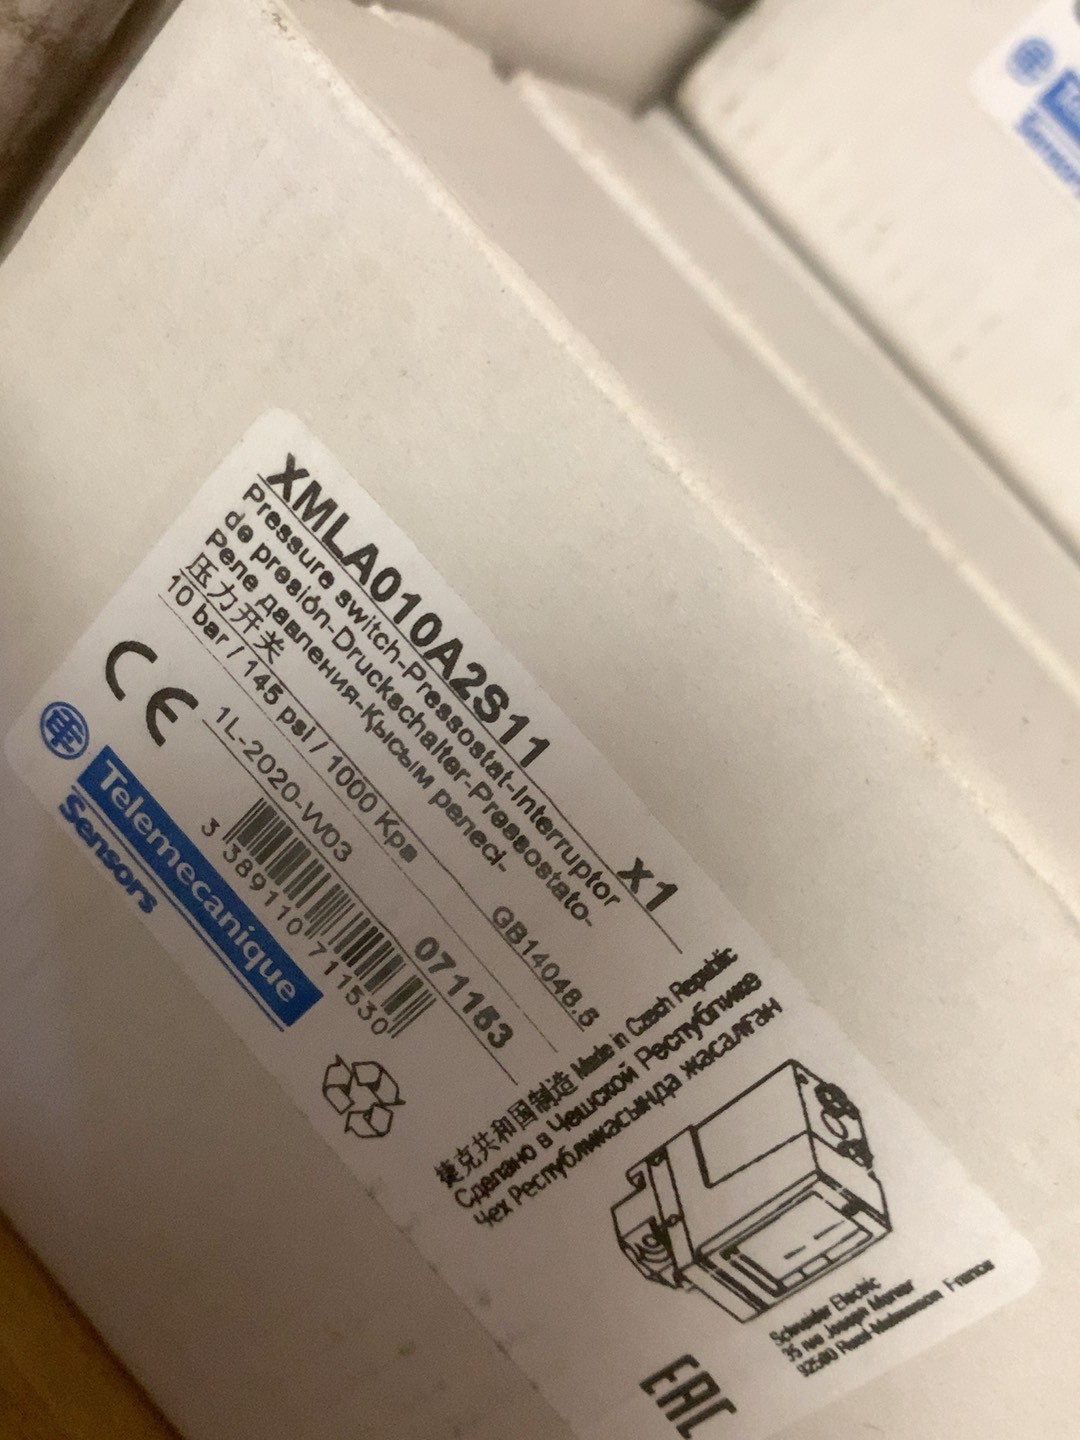 XMLA010A2S11
x1
Pressure switch-Pressostat-Interruptor
de presión-Druckschalter-Pressostato-
Реле давления-Қысым релесі-
压力开关
10 bar / 145 psi / 1000 Kpa
GB14048.5
1L-2020-W03
071153
3 389110 711530
CE
Telemecanique
Sensors
捷克共和国制造 Made in Czech Republic
Сделано в Чешской Республике
Чех Республикасында жасалған
Schneider Electric
35 rue Joseph Monier
92500 Rueil-Malmaison France
EAC